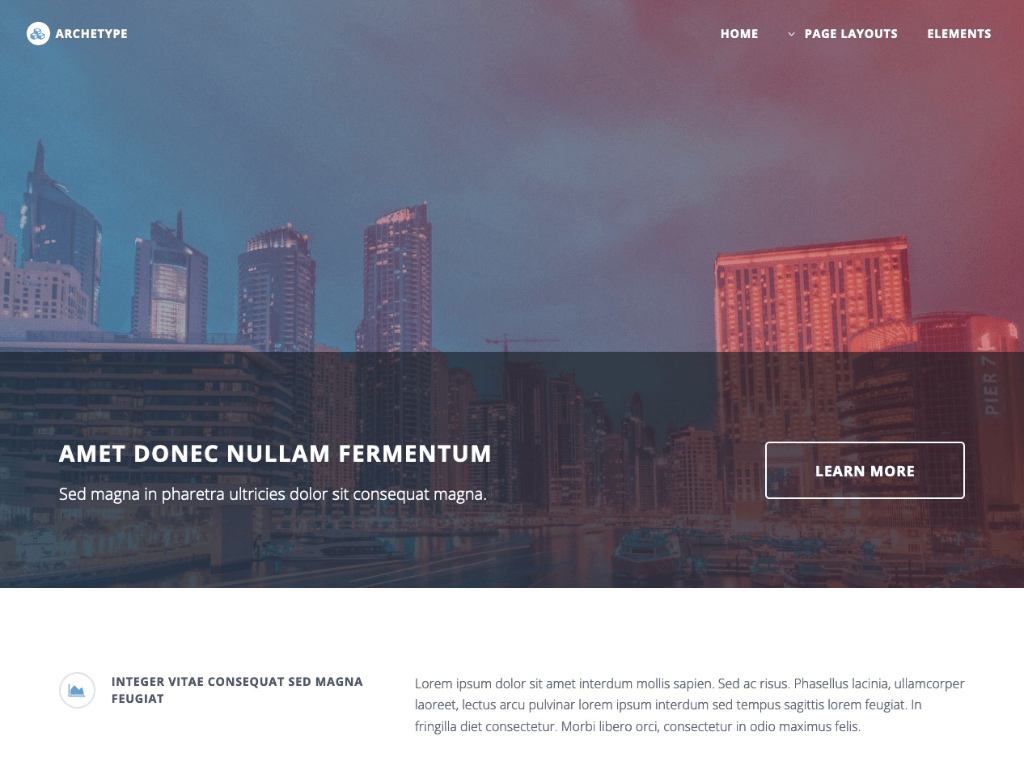 ARCHETYPE
HOME
PAGE LAYOUTS
ELEMENTS
PIER 7
AMET DONEC NULLAM FERMENTUM
Sed magna in pharetra ultricies dolor sit consequat magna.
LEARN MORE
INTEGER VITAE CONSEQUAT SED MAGNA
FEUGIAT
Lorem ipsum dolor sit amet interdum mollis sapien. Sed ac risus. Phasellus lacinia, ullamcorper
laoreet, lectus arcu pulvinar lorem ipsum interdum sed tempus sagittis lorem feugiat. In
fringilla diet consectetur. Morbi libero orci, consectetur in odio maximus felis.